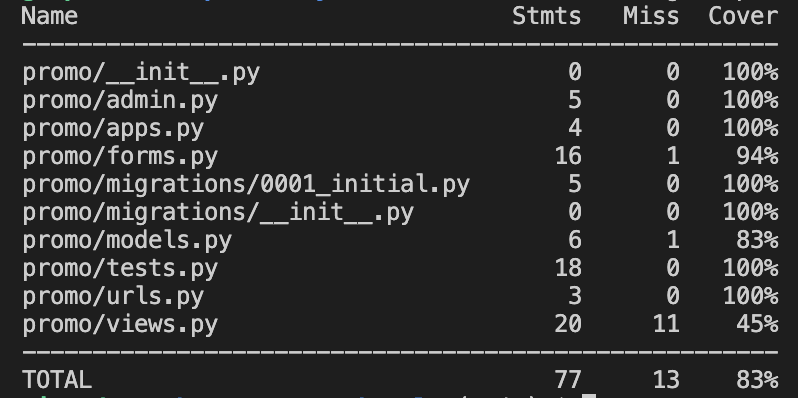 Name Stmts Miss Cover
-------------------------------------------------------
promo/__init__.py 0 0 100%
promo/admin.py 5 0 100%
promo/apps.py 4 0 100%
promo/forms.py 16 1 94%
promo/migrations/0001_initial.py 5 0 100%
promo/migrations/__init__.py 0 0 100%
promo/models.py 6 1 83%
promo/tests.py 18 0 100%
promo/urls.py 3 0 100%
promo/views.py 20 11 45%
-------------------------------------------------------
TOTAL 77 13 83%